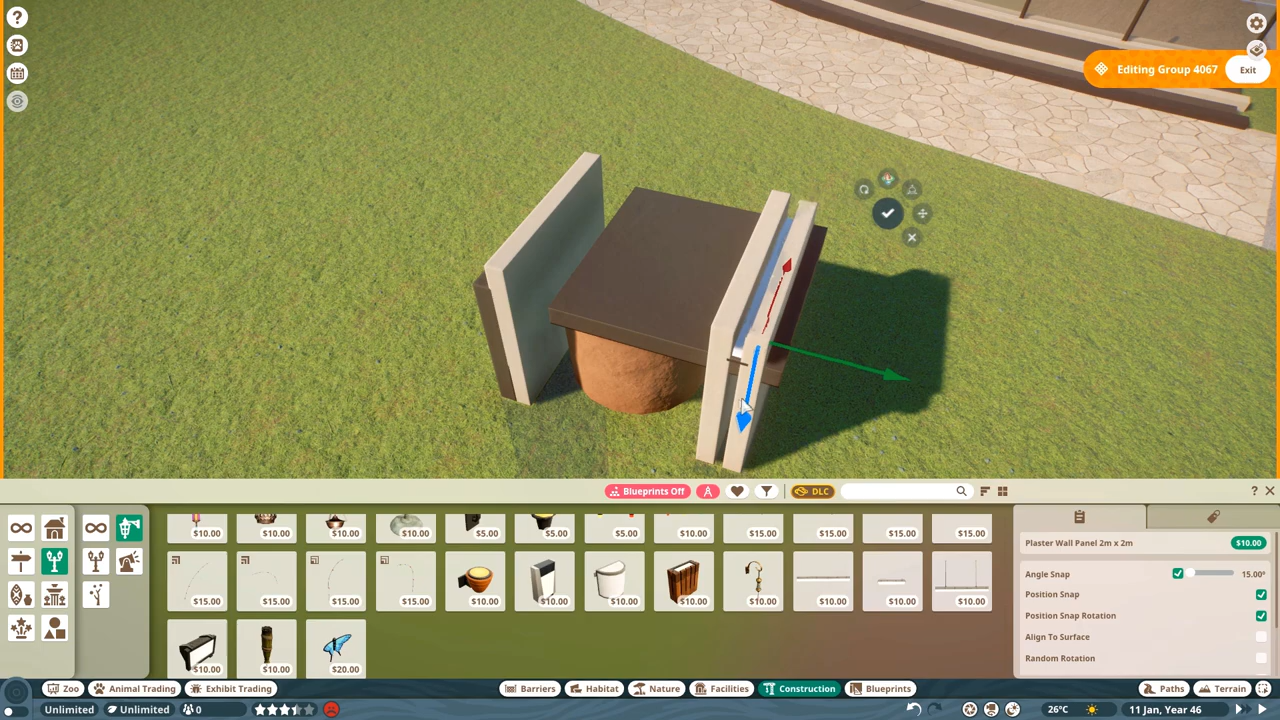 ?
Editing Group 4067
Exit
Blueprints Off
DLC
? ×
$10.00 $10.00 $10.00 $10.00 $5.00 $5.00 $5.00 $10.00 $15.00 $15.00 $15.00 $15.00
$15.00 $15.00 $15.00 $15.00 $10.00 $10.00 $10.00 $10.00 $10.00 $10.00 $10.00 $10.00
$10.00 $10.00 $20.00
Plaster Wall Panel 2m x 2m $10.00
Angle Snap 15.00°
Position Snap
Position Snap Rotation
Align To Surface
Random Rotation
Zoo Animal Trading Exhibit Trading Barriers Habitat Nature Facilities Construction Blueprints Paths Terrain
Unlimited Unlimited 0 26°C 11 Jan, Year 46